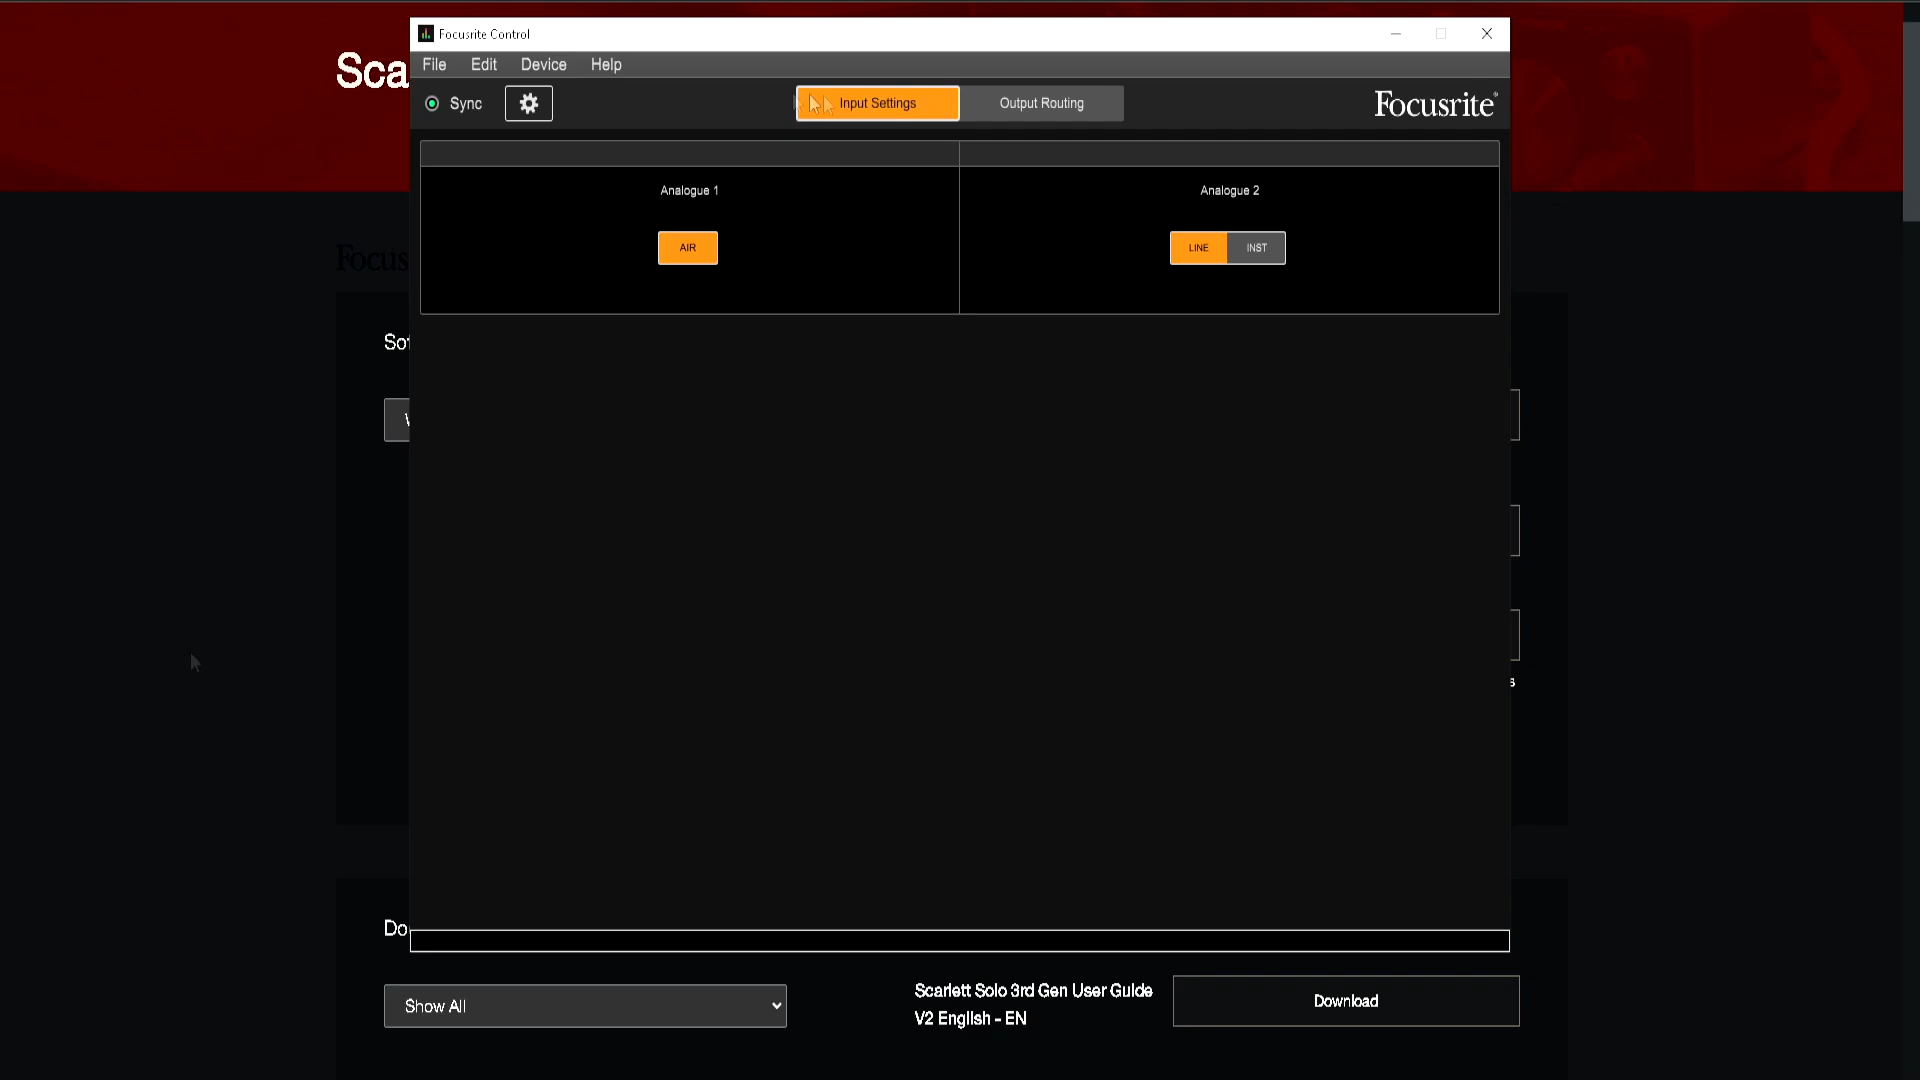 Sca
Focusrite Control
File Edit Device Help
Sync
Input Settings
Output Routing
Focusrite
Analogue 1
Analogue 2
AIR
LINE INST
Focus
s
Do
Show All
Scarlett Solo 3rd Gen User Guide
V2 English - EN
Download